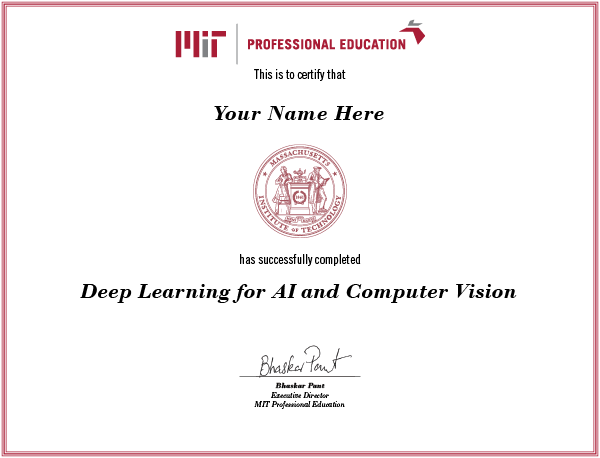 MIT PROFESSIONAL EDUCATION
This is to certify that
Your Name Here
MASSACHUSETTS
INSTITUTE OF TECHNOLOGY
has successfully completed
Deep Learning for AI and Computer Vision
Bhaskar Pant
Bhaskar Pant
Executive Director
MIT Professional Education